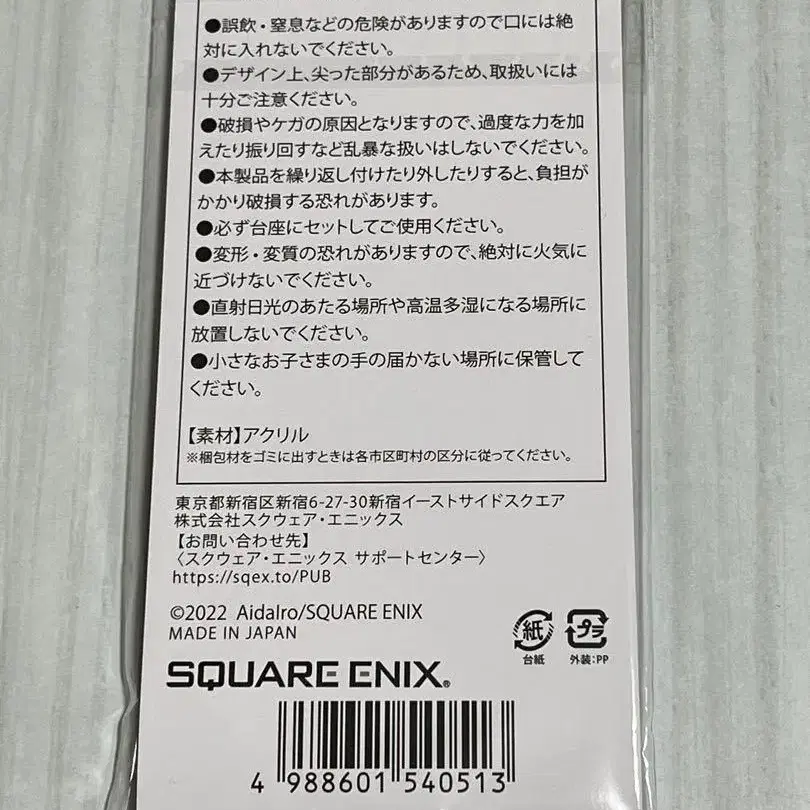 ●誤飲・窒息などの危険がありますので口には絶
対に入れないでください。
●デザイン上、尖った部分があるため、取扱いには
十分ご注意ください。
●破損やケガの原因となりますので、過度な力を加
えたり振り回すなど乱暴な扱いはしないでください。
●本製品を繰り返し付けたり外したりすると、負担が
かかり破損する恐れがあります。
●必ず台座にセットしてご使用ください。
●変形・変質の恐れがありますので、絶対に火気に
近づけないでください。
●直射日光のあたる場所や高温多湿になる場所に
放置しないでください。
●小さなお子さまの手の届かない場所に保管して
ください。
【素材】アクリル
※梱包材をゴミに出すときは各市区町村の区分に従ってください。
東京都新宿区新宿6-27-30新宿イーストサイドスクエア
株式会社スクウェア・エニックス
【お問い合わせ先】
〈スクウェア・エニックス サポートセンター〉
https://sqex.to/PUB
©2022 AidaIro/SQUARE ENIX
MADE IN JAPAN
紙
台紙
プラ
外装:PP
SQUARE ENIX®
4 988601 540513